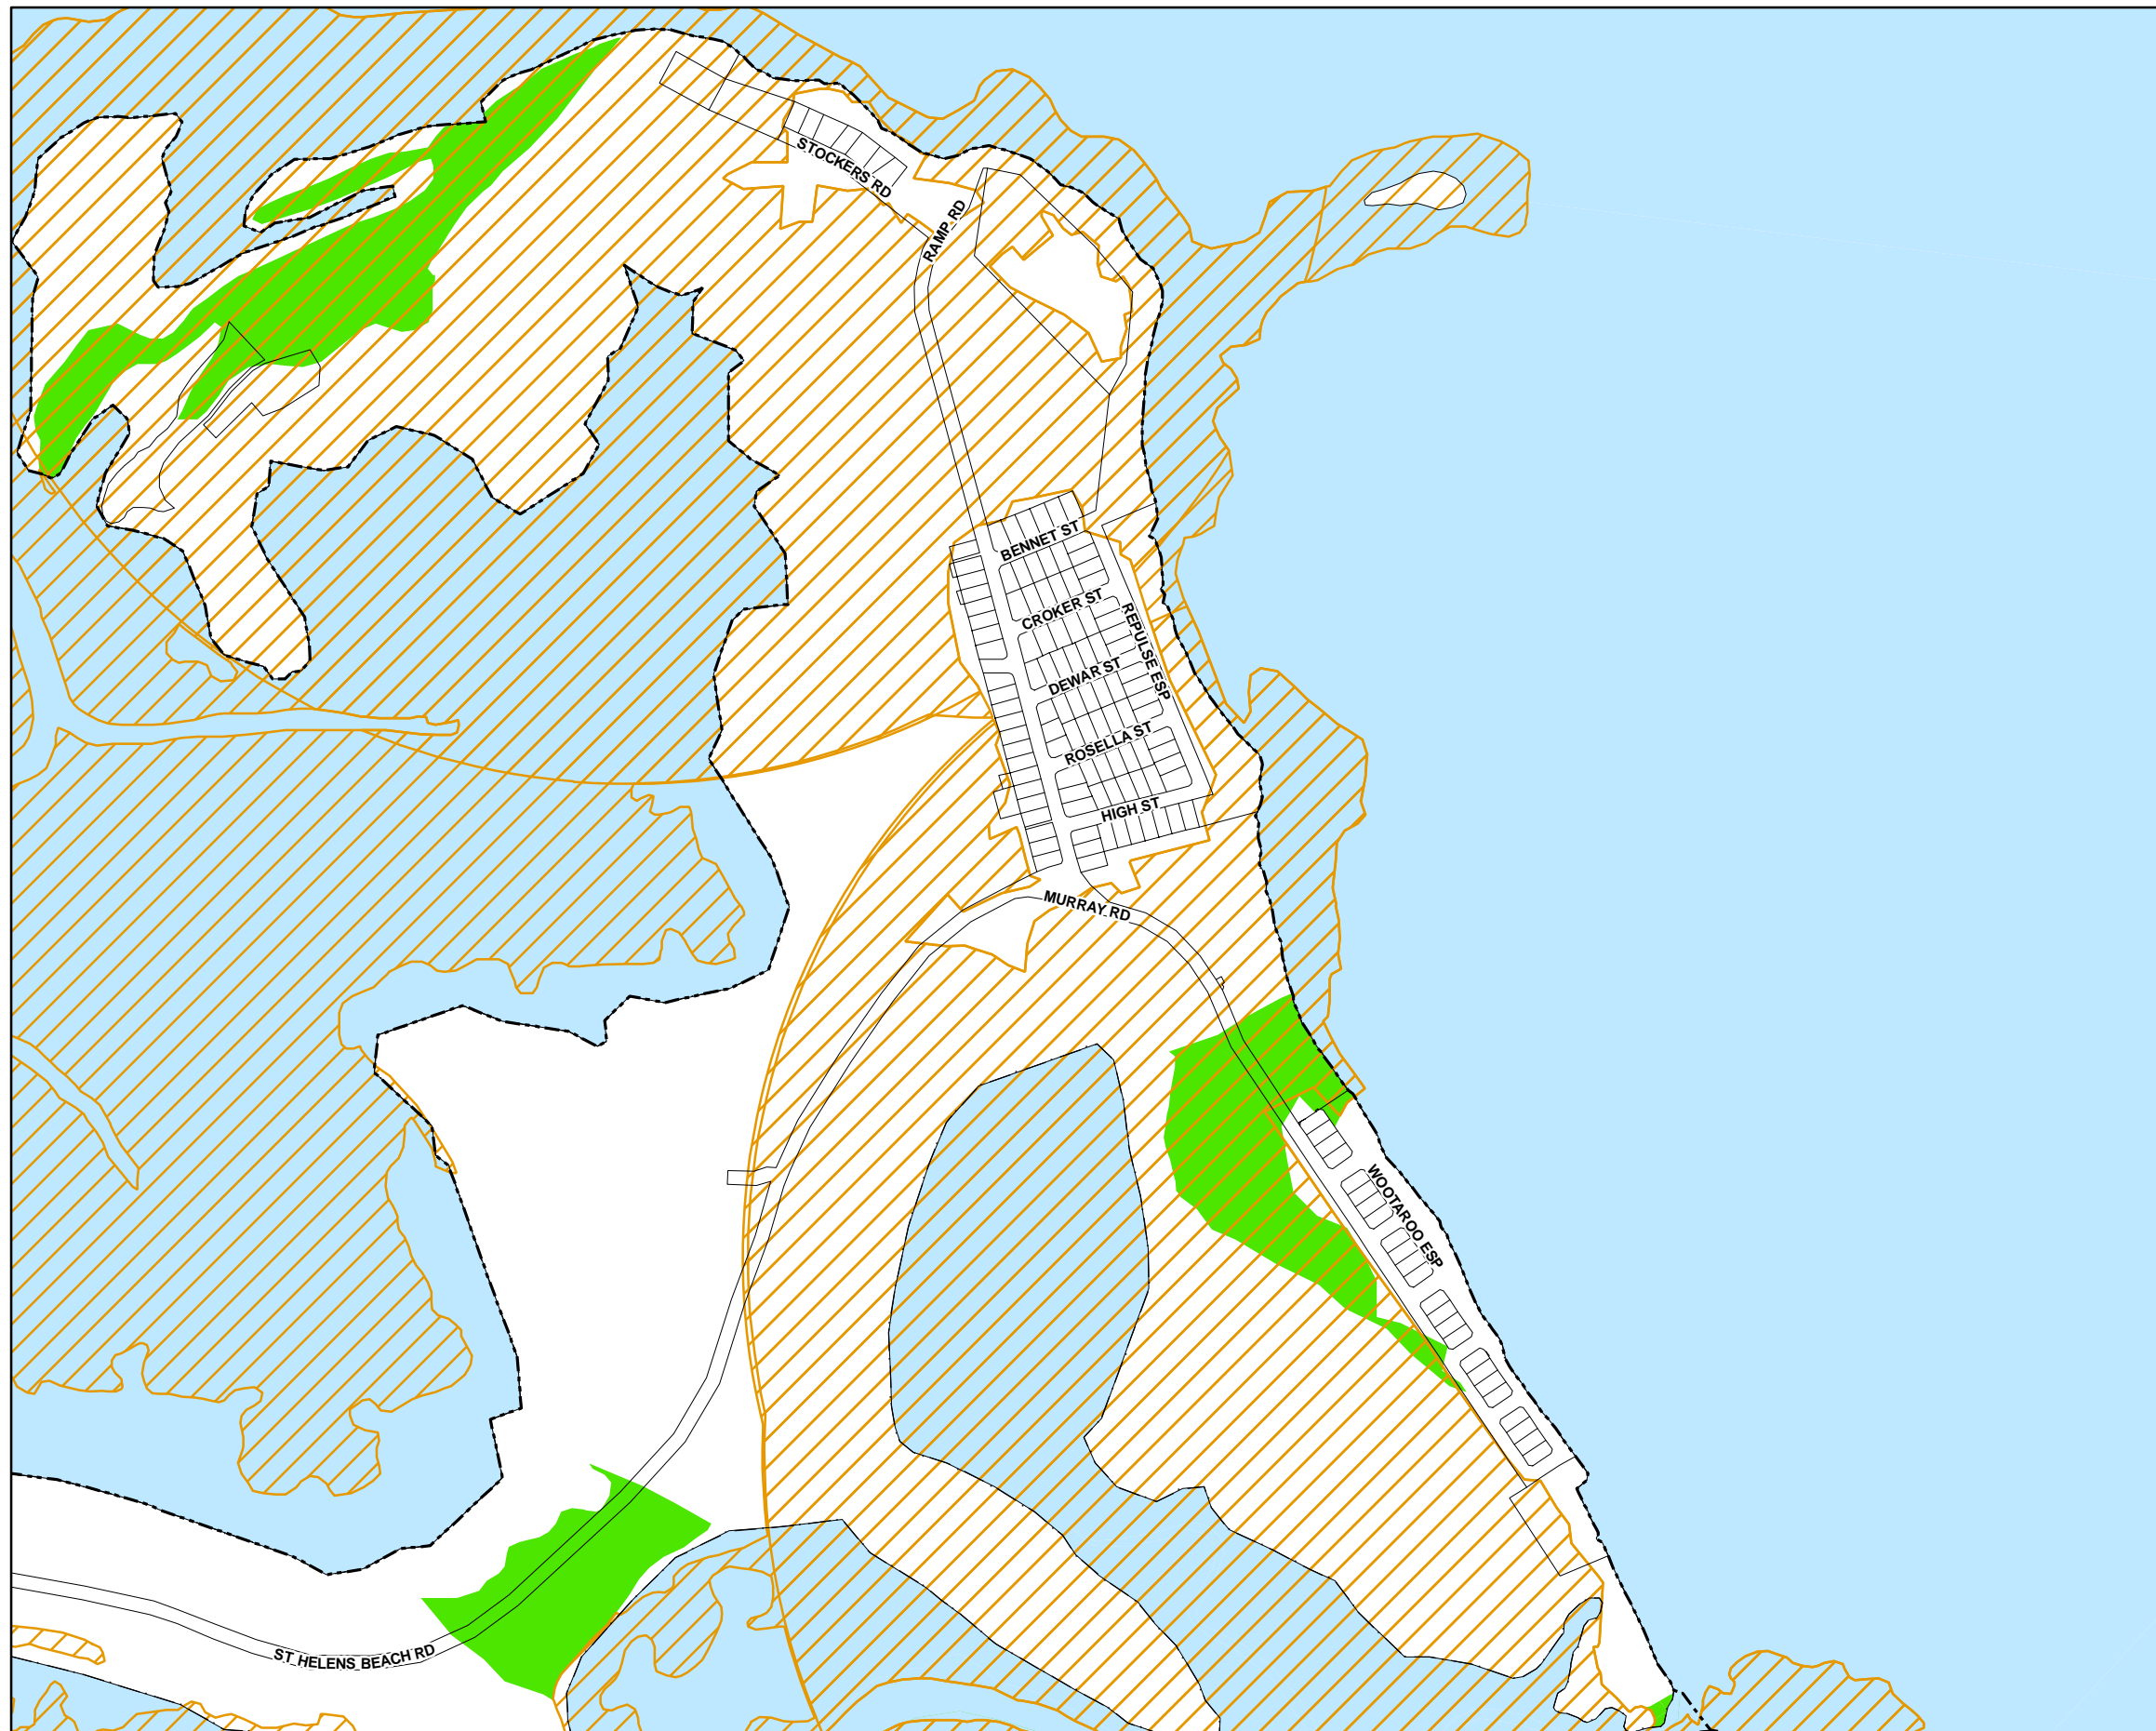 STOCKERS RD
RAMP RD
BENNET ST
CROKER ST
REPULSE ESP
DEWAR ST
ROSELLA ST
HIGH ST
MURRAY RD
WOOTAROO ESP
ST HELENS BEACH RD